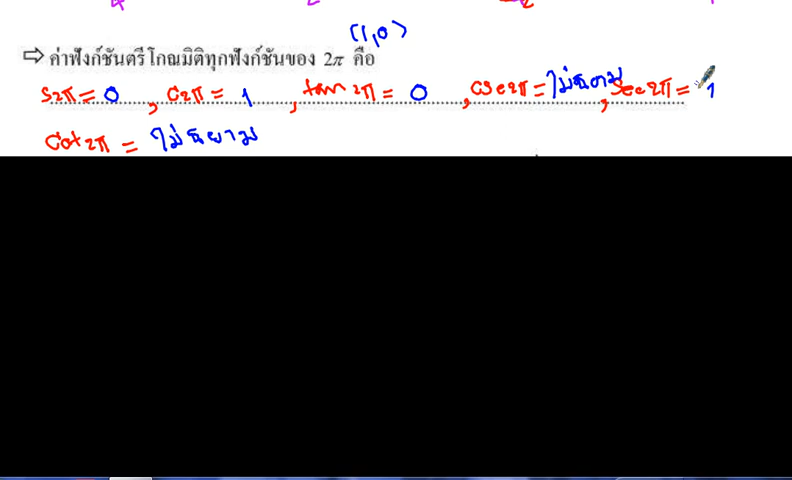 (1,0)
⇨ ค่าฟังก์ชันตรีโกณมิติทุกฟังก์ชันของ 2π คือ
s2π = 0 , c2π = 1 , tan 2π = 0 , csc2π = ไม่นิยาม , sec2π = 1
cot2π = ไม่นิยาม